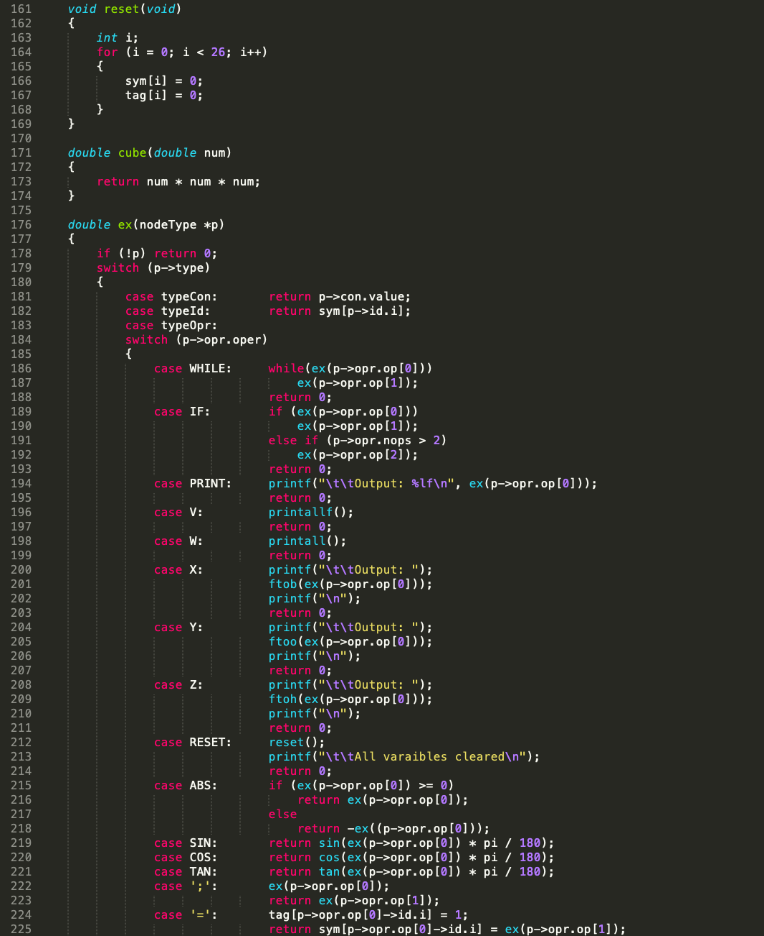 161 void reset(void)
162 {
163     int i;
164     for (i = 0; i < 26; i++)
165     {
166         sym[i] = 0;
167         tag[i] = 0;
168     }
169 }
170
171 double cube(double num)
172 {
173     return num * num * num;
174 }
175
176 double ex(nodeType *p)
177 {
178     if (!p) return 0;
179     switch (p->type)
180     {
181         case typeCon:       return p->con.value;
182         case typeId:        return sym[p->id.i];
183         case typeOpr:
184         switch (p->opr.oper)
185         {
186             case WHILE:     while(ex(p->opr.op[0]))
187                                 ex(p->opr.op[1]);
188                             return 0;
189             case IF:        if (ex(p->opr.op[0]))
190                                 ex(p->opr.op[1]);
191                             else if (p->opr.nops > 2)
192                                 ex(p->opr.op[2]);
193                             return 0;
194             case PRINT:     printf("\t\tOutput: %lf\n", ex(p->opr.op[0]));
195                             return 0;
196             case V:         printallf();
197                             return 0;
198             case W:         printall();
199                             return 0;
200             case X:         printf("\t\tOutput: ");
201                             ftob(ex(p->opr.op[0]));
202                             printf("\n");
203                             return 0;
204             case Y:         printf("\t\tOutput: ");
205                             ftoo(ex(p->opr.op[0]));
206                             printf("\n");
207                             return 0;
208             case Z:         printf("\t\tOutput: ");
209                             ftoh(ex(p->opr.op[0]));
210                             printf("\n");
211                             return 0;
212             case RESET:     reset();
213                             printf("\t\tAll varaibles cleared\n");
214                             return 0;
215             case ABS:       if (ex(p->opr.op[0]) >= 0)
216                                 return ex(p->opr.op[0]);
217                             else
218                                 return -ex((p->opr.op[0]));
219             case SIN:       return sin(ex(p->opr.op[0]) * pi / 180);
220             case COS:       return cos(ex(p->opr.op[0]) * pi / 180);
221             case TAN:       return tan(ex(p->opr.op[0]) * pi / 180);
222             case ';':       ex(p->opr.op[0]);
223                             return ex(p->opr.op[1]);
224             case '=':       tag[p->opr.op[0]->id.i] = 1;
225                             return sym[p->opr.op[0]->id.i] = ex(p->opr.op[1]);